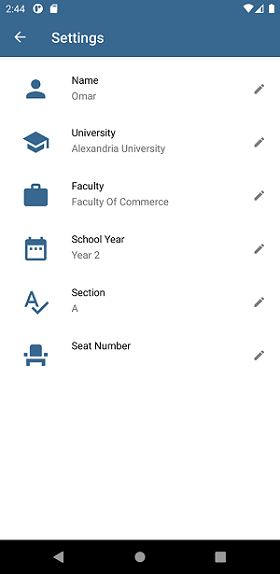 2:44
Settings
Name
Omar
University
Alexandria University
Faculty
Faculty Of Commerce
School Year
Year 2
Section
A
Seat Number